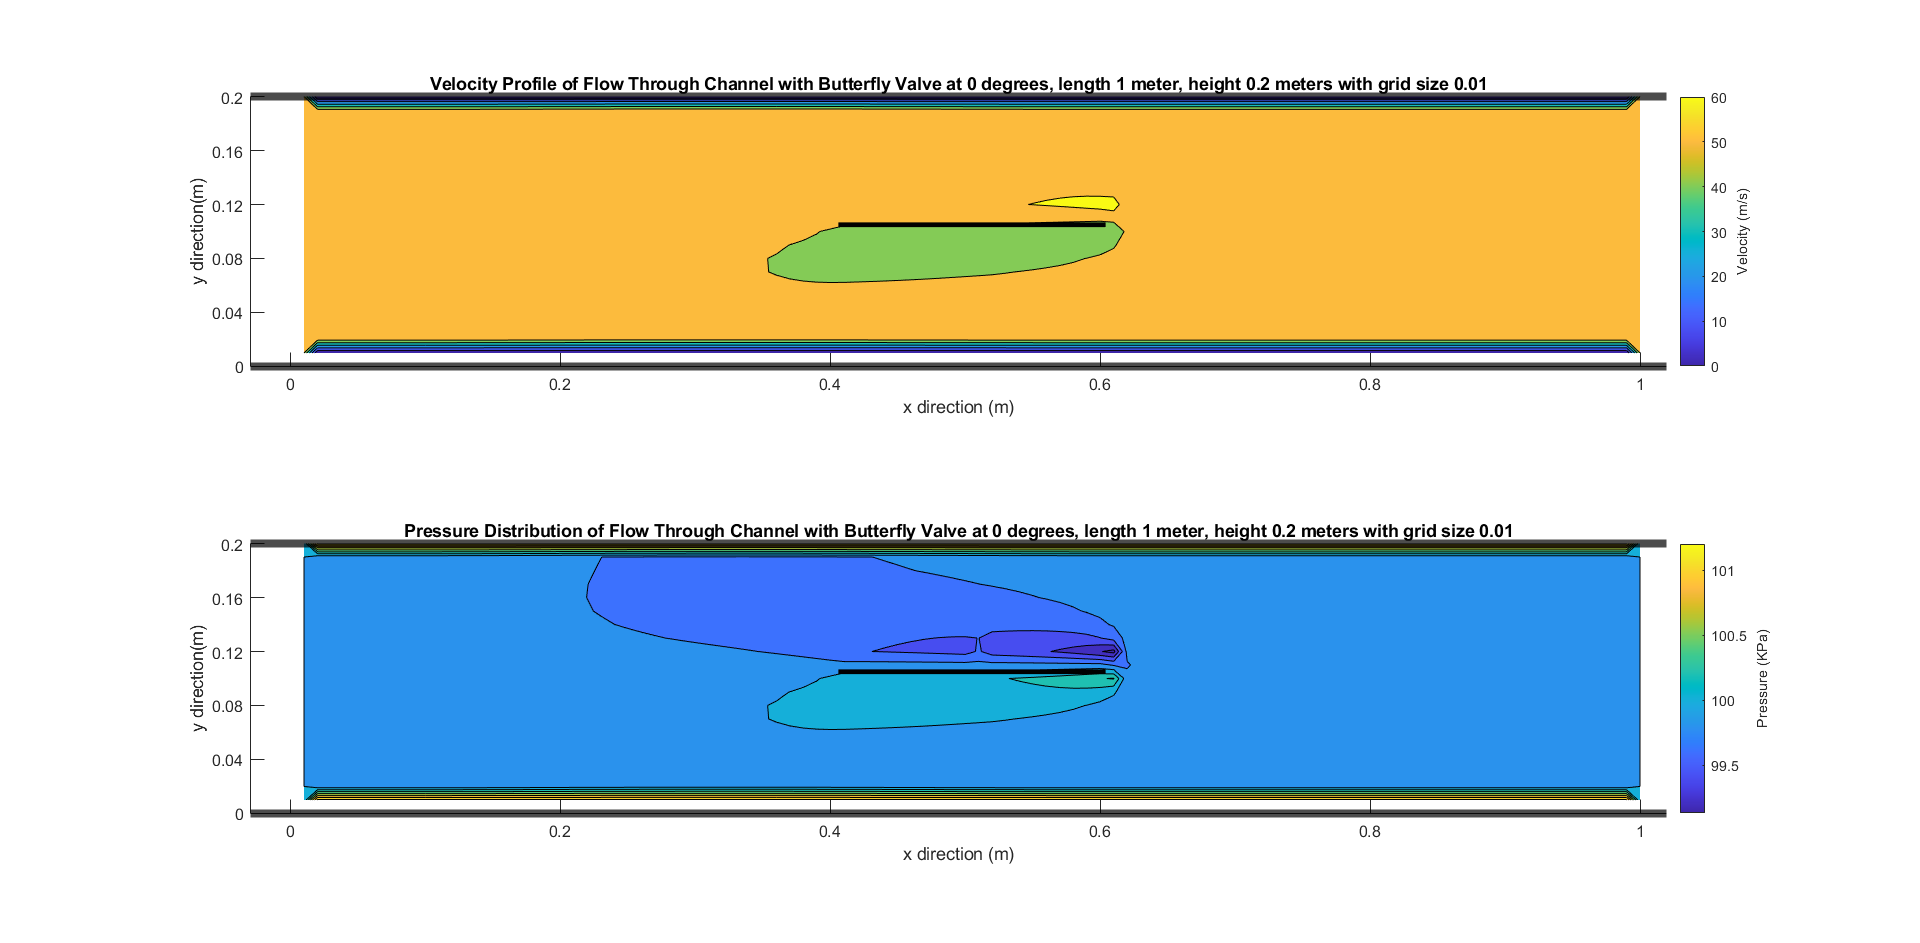 Velocity Profile of Flow Through Channel with Butterfly Valve at 0 degrees, length 1 meter, height 0.2 meters with grid size 0.01
0.2
0.16
0.12
0.08
0.04
0
y direction(m)
0 0.2 0.4 0.6 0.8 1
x direction (m)
60
50
40
30
20
10
0
Velocity (m/s)
Pressure Distribution of Flow Through Channel with Butterfly Valve at 0 degrees, length 1 meter, height 0.2 meters with grid size 0.01
0.2
0.16
0.12
0.08
0.04
0
y direction(m)
0 0.2 0.4 0.6 0.8 1
x direction (m)
101
100.5
100
99.5
Pressure (KPa)